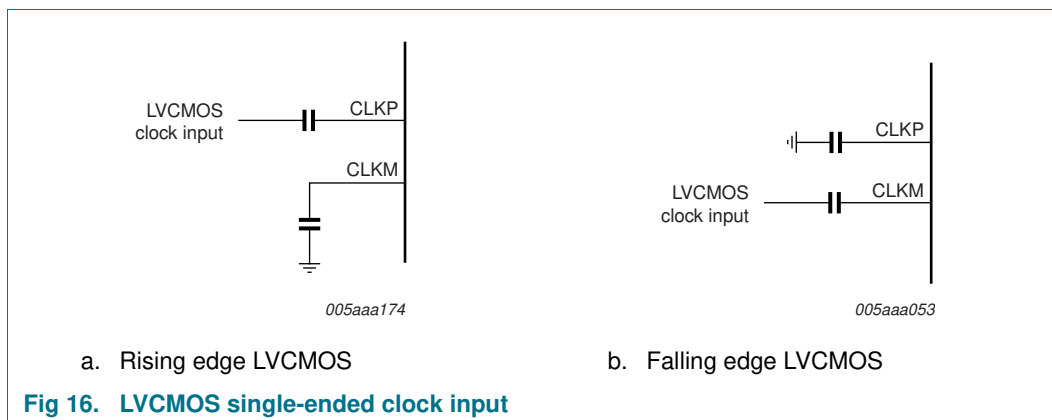 LVCMOS
clock input
CLKP
CLKM
005aaa174
a. Rising edge LVCMOS
CLKP
LVCMOS
clock input
CLKM
005aaa053
b. Falling edge LVCMOS
Fig 16. LVCMOS single-ended clock input